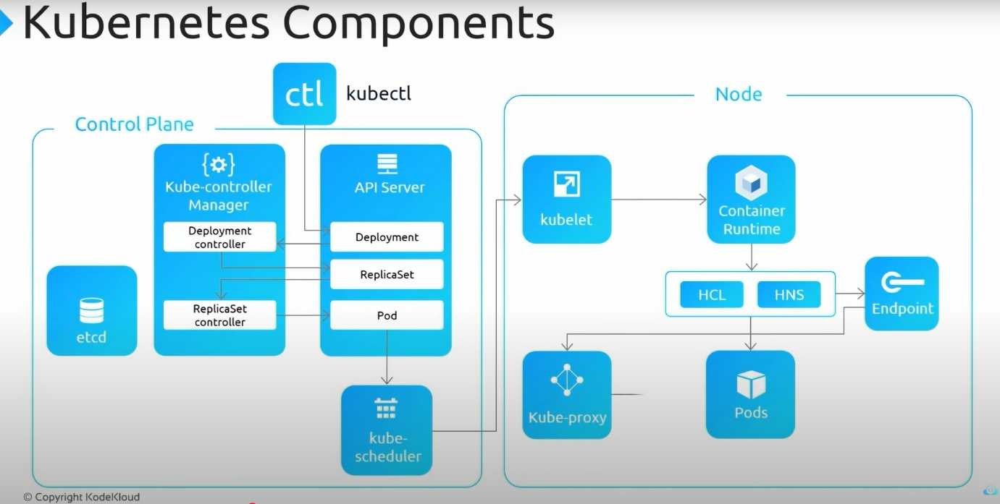 Kubernetes Components
ctl
kubectl
Control Plane
Node
Kube-controller
Manager
API Server
Deployment
controller
Deployment
ReplicaSet
ReplicaSet
controller
Pod
etcd
kube-
scheduler
kubelet
Container
Runtime
HCL
HNS
Endpoint
Kube-proxy
Pods
© Copyright KodeKloud